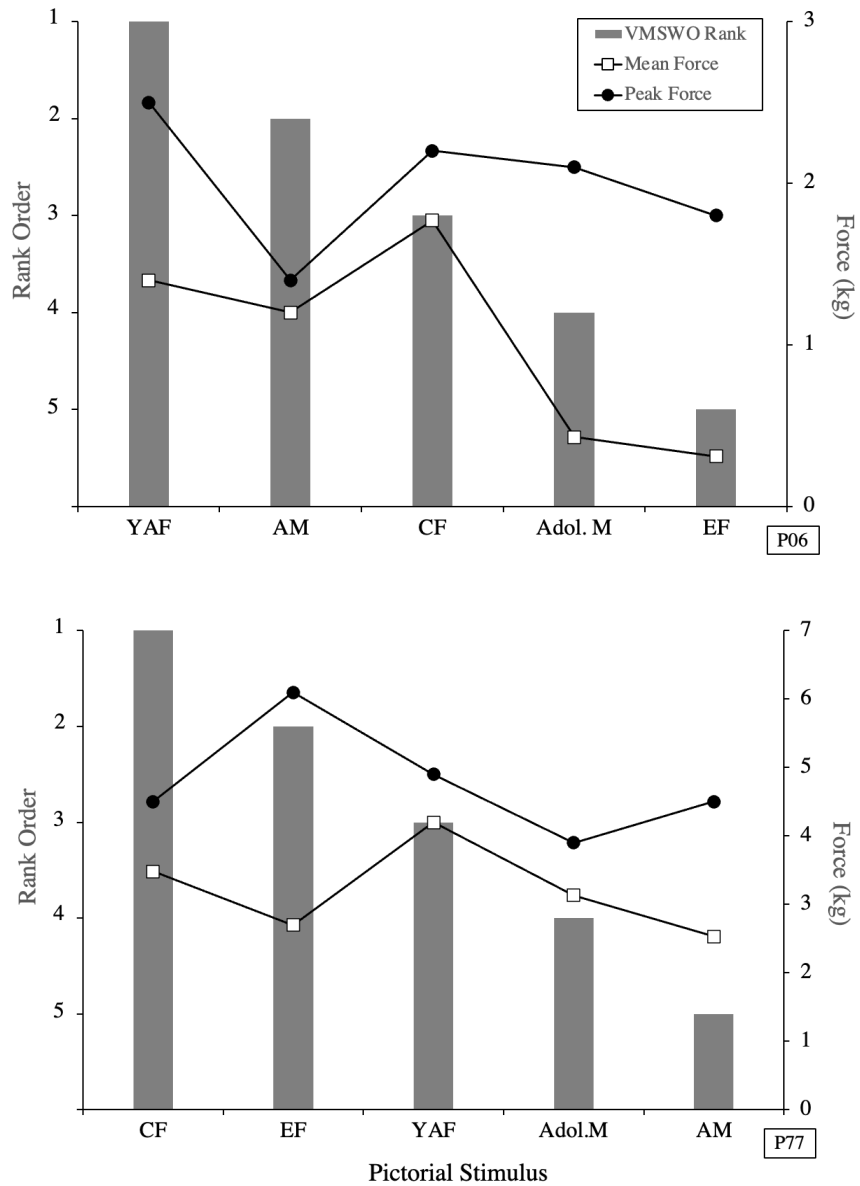 1
2
3
4
5
Rank Order
3
2
1
0
Force (kg)
VMSWO Rank
Mean Force
Peak Force
YAF
AM
CF
Adol. M
EF
P06
1
2
3
4
5
Rank Order
7
6
5
4
3
2
1
0
Force (kg)
CF
EF
YAF
Adol.M
AM
P77
Pictorial Stimulus